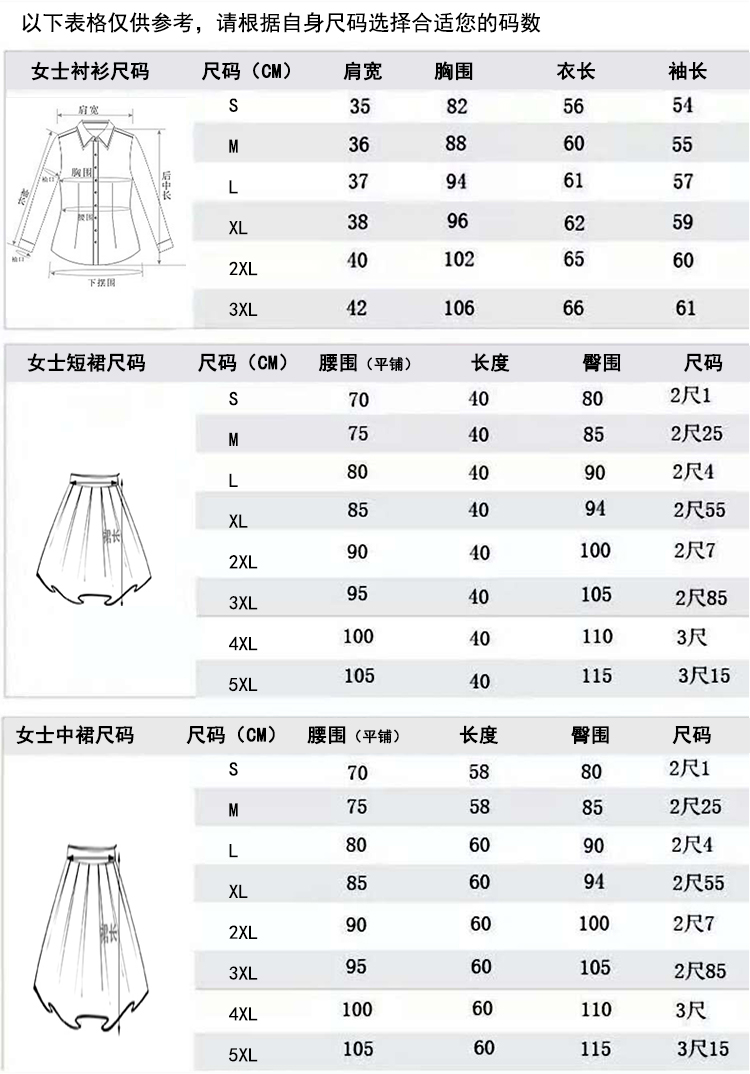 以下表格仅供参考，请根据自身尺码选择合适您的码数
女士衬衫尺码 尺码（CM） 肩宽 胸围 衣长 袖长
S 35 82 56 54
M 36 88 60 55
L 37 94 61 57
XL 38 96 62 59
2XL 40 102 65 60
3XL 42 106 66 61
肩宽
胸围
袖口
后中长
腰围
袖口
下摆围
女士短裙尺码 尺码（CM） 腰围（平铺） 长度 臀围 尺码
S 70 40 80 2尺1
M 75 40 85 2尺25
L 80 40 90 2尺4
XL 85 40 94 2尺55
2XL 90 40 100 2尺7
3XL 95 40 105 2尺85
4XL 100 40 110 3尺
5XL 105 40 115 3尺15
裙长
女士中裙尺码 尺码（CM） 腰围（平铺） 长度 臀围 尺码
S 70 58 80 2尺1
M 75 58 85 2尺25
L 80 60 90 2尺4
XL 85 60 94 2尺55
2XL 90 60 100 2尺7
3XL 95 60 105 2尺85
4XL 100 60 110 3尺
5XL 105 60 115 3尺15
裙长